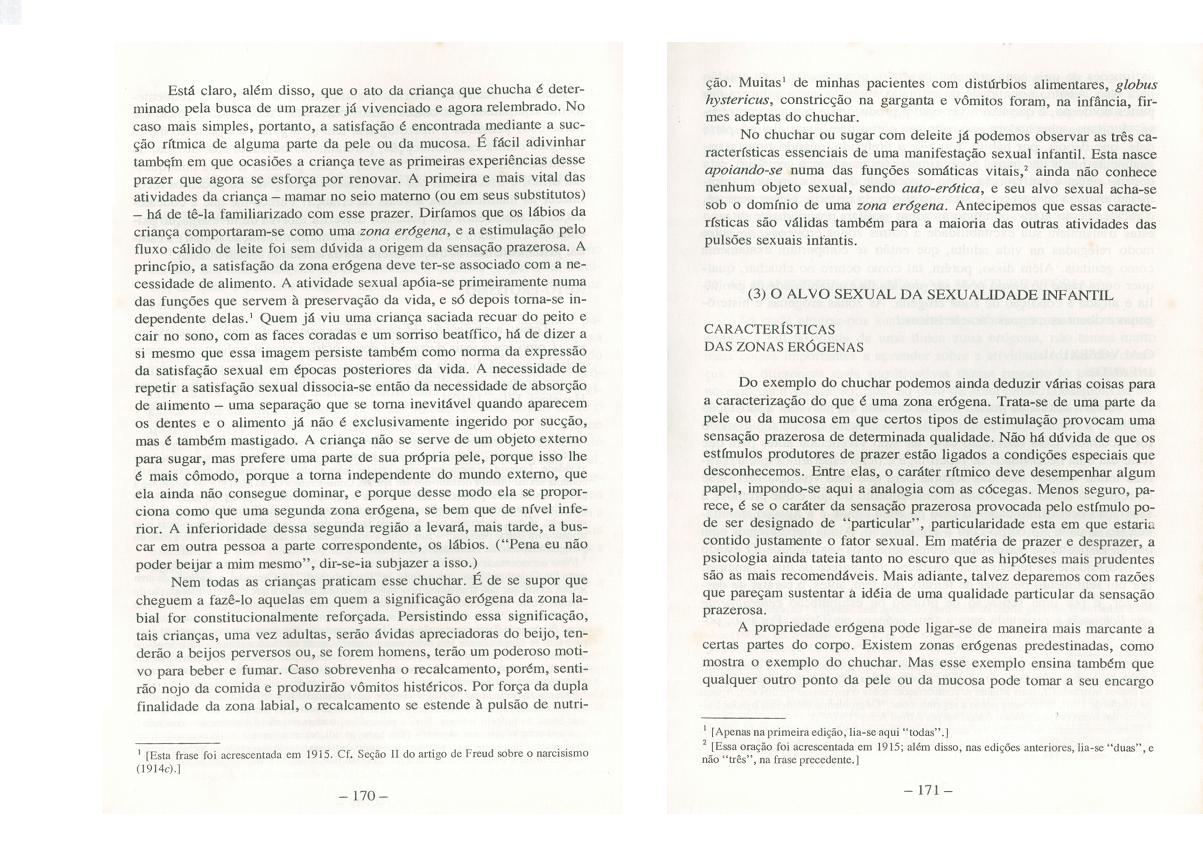 Está claro, além disso, que o ato da criança que chucha é deter-
minado pela busca de um prazer já vivenciado e agora relembrado. No
caso mais simples, portanto, a satisfação é encontrada mediante a suc-
ção rítmica de alguma parte da pele ou da mucosa. É fácil adivinhar
também em que ocasiões a criança teve as primeiras experiências desse
prazer que agora se esforça por renovar. A primeira e mais vital das
atividades da criança – mamar no seio materno (ou em seus substitutos)
– há de tê-la familiarizado com esse prazer. Diríamos que os lábios da
criança comportaram-se como uma zona erógena, e a estimulação pelo
fluxo cálido de leite foi sem dúvida a origem da sensação prazerosa. A
princípio, a satisfação da zona erógena deve ter-se associado com a ne-
cessidade de alimento. A atividade sexual apóia-se primeiramente numa
das funções que servem à preservação da vida, e só depois torna-se in-
dependente delas.¹ Quem já viu uma criança saciada recuar do peito e
cair no sono, com as faces coradas e um sorriso beatífico, há de dizer a
si mesmo que essa imagem persiste também como norma da expressão
da satisfação sexual em épocas posteriores da vida. A necessidade de
repetir a satisfação sexual dissocia-se então da necessidade de absorção
de alimento – uma separação que se torna inevitável quando aparecem
os dentes e o alimento já não é exclusivamente ingerido por sucção,
mas é também mastigado. A criança não se serve de um objeto externo
para sugar, mas prefere uma parte de sua própria pele, porque isso lhe
é mais cômodo, porque a torna independente do mundo externo, que
ela ainda não consegue dominar, e porque desse modo ela se propor-
ciona como que uma segunda zona erógena, se bem que de nível infe-
rior. A inferioridade dessa segunda região a levará, mais tarde, a bus-
car em outra pessoa a parte correspondente, os lábios. (“Pena eu não
poder beijar a mim mesmo”, dir-se-ia subjazer a isso.)
Nem todas as crianças praticam esse chuchar. É de se supor que
cheguem a fazê-lo aquelas em quem a significação erógena da zona la-
bial for constitucionalmente reforçada. Persistindo essa significação,
tais crianças, uma vez adultas, serão ávidas apreciadoras do beijo, ten-
derão a beijos perversos ou, se forem homens, terão um poderoso moti-
vo para beber e fumar. Caso sobrevenha o recalcamento, porém, senti-
rão nojo da comida e produzirão vômitos histéricos. Por força da dupla
finalidade da zona labial, o recalcamento se estende à pulsão de nutri-
¹ [Esta frase foi acrescentada em 1915. Cf. Seção II do artigo de Freud sobre o narcisismo
(1914c).]
– 170 –
ção. Muitas¹ de minhas pacientes com distúrbios alimentares, globus
hystericus, constricção na garganta e vômitos foram, na infância, fir-
mes adeptas do chuchar.
No chuchar ou sugar com deleite já podemos observar as três ca-
racterísticas essenciais de uma manifestação sexual infantil. Esta nasce
apoiando-se numa das funções somáticas vitais,² ainda não conhece
nenhum objeto sexual, sendo auto-erótica, e seu alvo sexual acha-se
sob o domínio de uma zona erógena. Antecipemos que essas caracte-
rísticas são válidas também para a maioria das outras atividades das
pulsões sexuais infantis.
(3) O ALVO SEXUAL DA SEXUALIDADE INFANTIL
CARACTERÍSTICAS
DAS ZONAS ERÓGENAS
Do exemplo do chuchar podemos ainda deduzir várias coisas para
a caracterização do que é uma zona erógena. Trata-se de uma parte da
pele ou da mucosa em que certos tipos de estimulação provocam uma
sensação prazerosa de determinada qualidade. Não há dúvida de que os
estímulos produtores de prazer estão ligados a condições especiais que
desconhecemos. Entre elas, o caráter rítmico deve desempenhar algum
papel, impondo-se aqui a analogia com as cócegas. Menos seguro, pa-
rece, é se o caráter da sensação prazerosa provocada pelo estímulo po-
de ser designado de “particular”, particularidade esta em que estaria
contido justamente o fator sexual. Em matéria de prazer e desprazer, a
psicologia ainda tateia tanto no escuro que as hipóteses mais prudentes
são as mais recomendáveis. Mais adiante, talvez deparemos com razões
que pareçam sustentar a idéia de uma qualidade particular da sensação
prazerosa.
A propriedade erógena pode ligar-se de maneira mais marcante a
certas partes do corpo. Existem zonas erógenas predestinadas, como
mostra o exemplo do chuchar. Mas esse exemplo ensina também que
qualquer outro ponto da pele ou da mucosa pode tomar a seu encargo
¹ [Apenas na primeira edição, lia-se aqui “todas”.]
² [Essa oração foi acrescentada em 1915; além disso, nas edições anteriores, lia-se “duas”, e
não “três”, na frase precedente.]
– 171 –